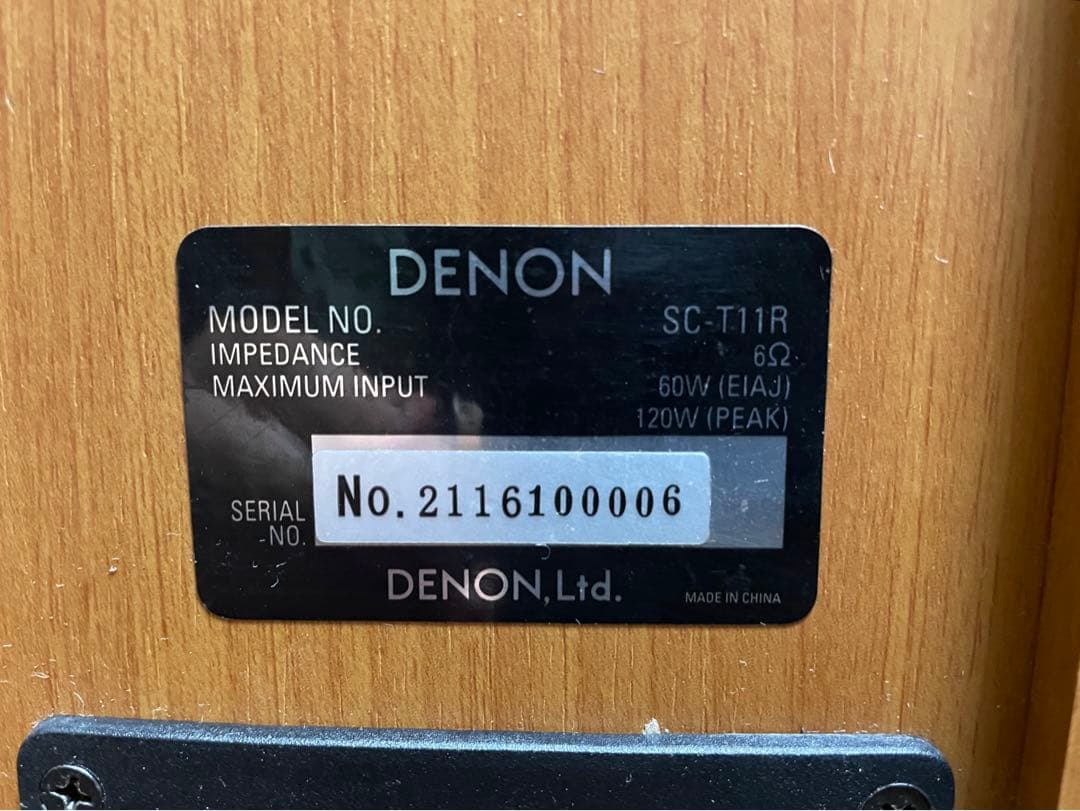 DENON
MODEL NO. SC-T11R
IMPEDANCE 6Ω
MAXIMUM INPUT 60W (EIAJ)
120W (PEAK)
SERIAL NO. No. 2116100006
DENON, Ltd. MADE IN CHINA